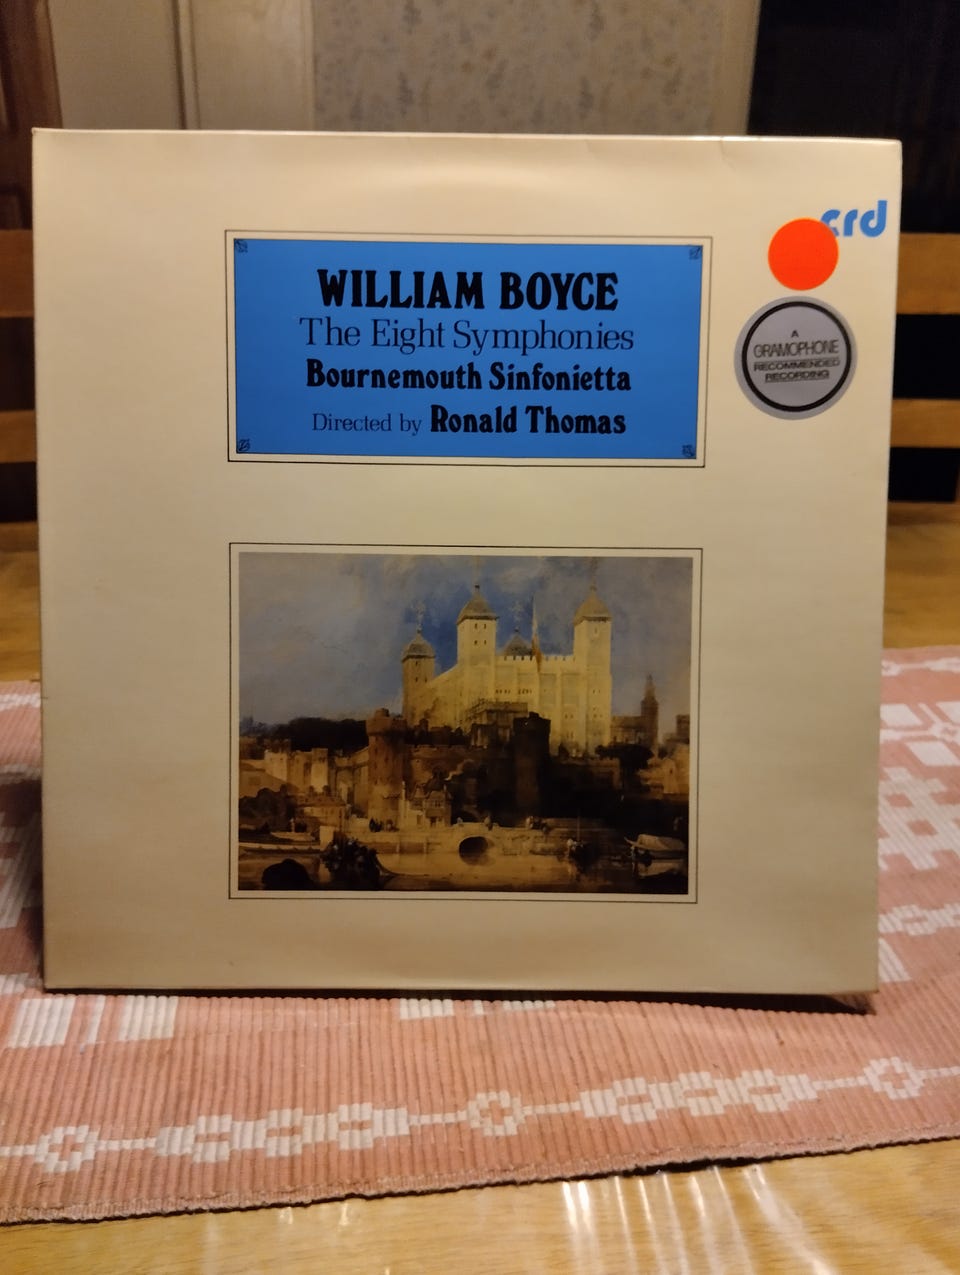 crd
WILLIAM BOYCE
The Eight Symphonies
Bournemouth Sinfonietta
Directed by Ronald Thomas
A
GRAMOPHONE
RECOMMENDED
RECORDING